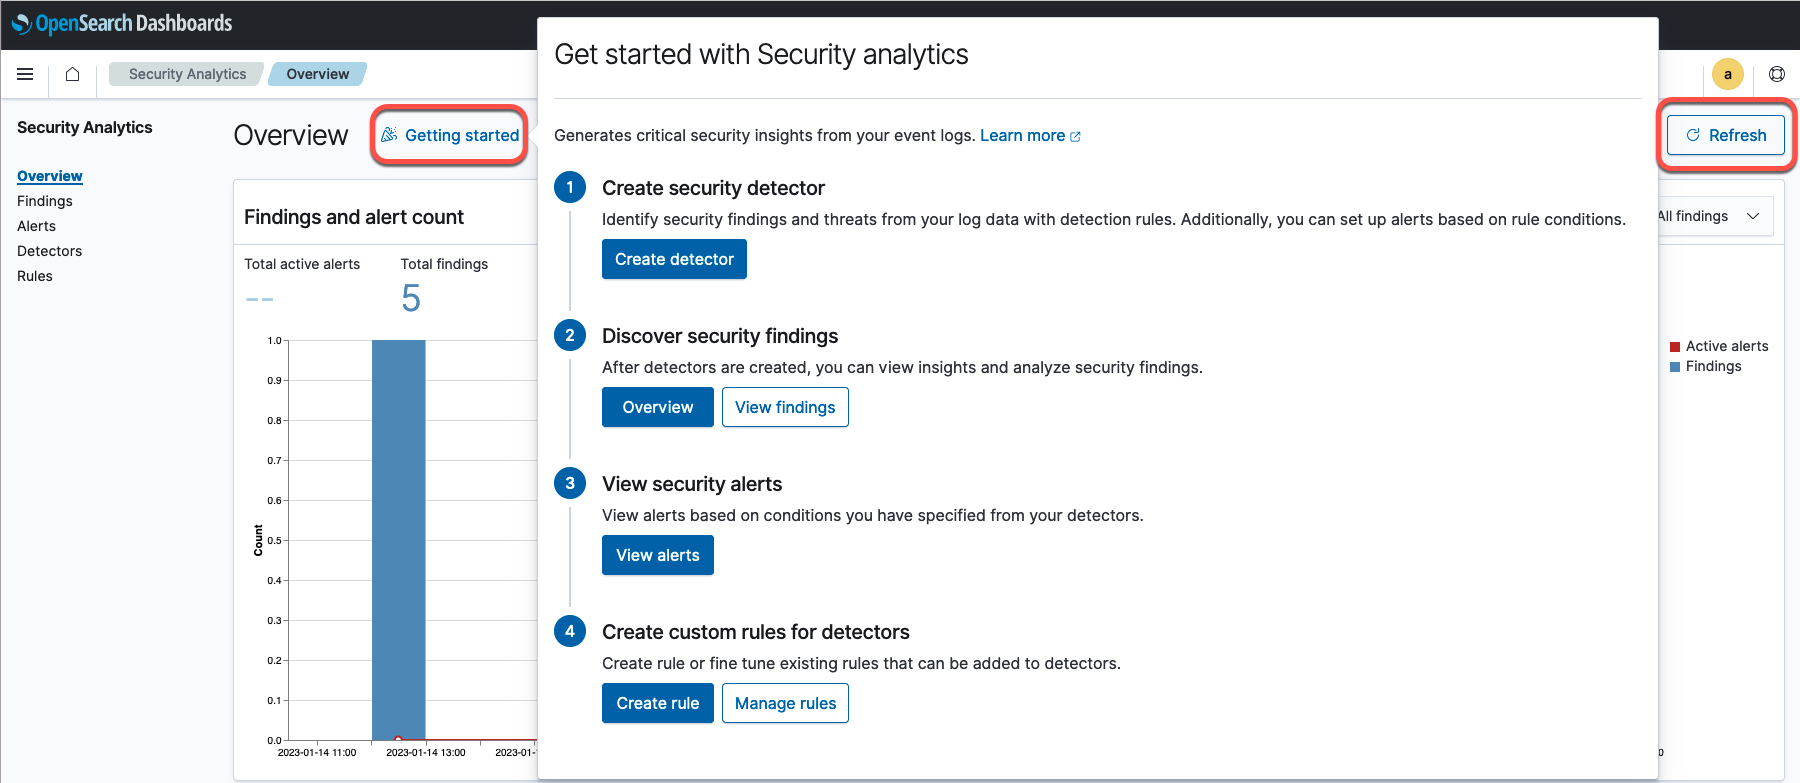 OpenSearch Dashboards
Security Analytics
Overview
a
Security Analytics
Overview
Findings
Alerts
Detectors
Rules
Overview
Getting started
Refresh
Findings and alert count
All findings
Total active alerts
Total findings
--
5
1.0
0.9
0.8
0.7
0.6
0.5
0.4
0.3
0.2
0.1
0.0
Count
2023-01-14 11:00
2023-01-14 13:00
2023-01-
Active alerts
Findings
Get started with Security analytics
Generates critical security insights from your event logs. Learn more
1
Create security detector
Identify security findings and threats from your log data with detection rules. Additionally, you can set up alerts based on rule conditions.
Create detector
2
Discover security findings
After detectors are created, you can view insights and analyze security findings.
Overview
View findings
3
View security alerts
View alerts based on conditions you have specified from your detectors.
View alerts
4
Create custom rules for detectors
Create rule or fine tune existing rules that can be added to detectors.
Create rule
Manage rules